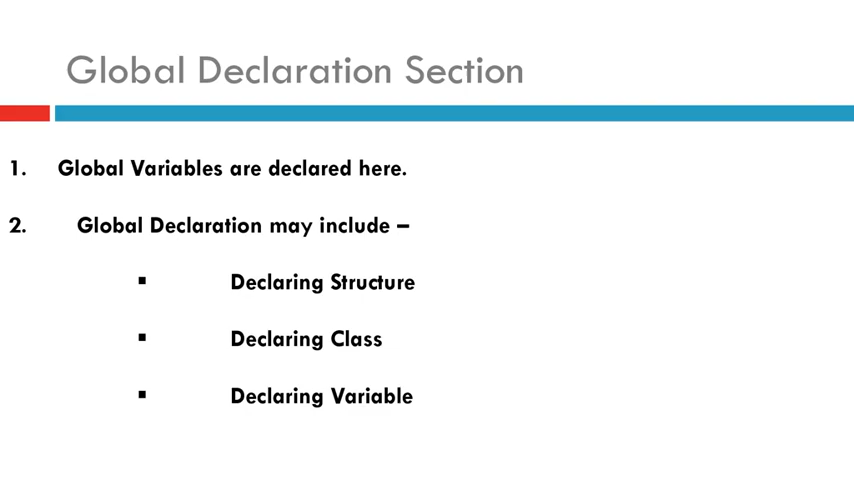 Global Declaration Section
1. Global Variables are declared here.
2. Global Declaration may include –
▪ Declaring Structure
▪ Declaring Class
▪ Declaring Variable